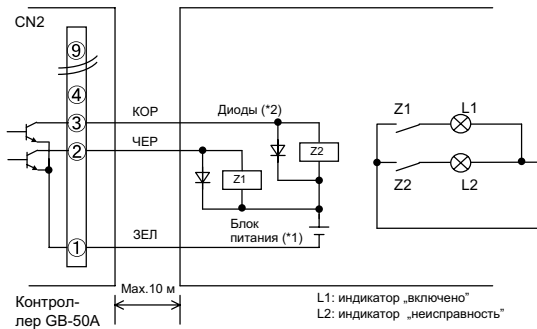 CN2
⑨
④
③
КОР
Диоды (*2)
Z1
L1
②
ЧЕР
Z2
Z1
Z2
L2
Блок
питания (*1)
①
ЗЕЛ
Контрол-
лер GB-50A
Max.10 м
L1: индикатор „включено”
L2: индикатор „неисправность”